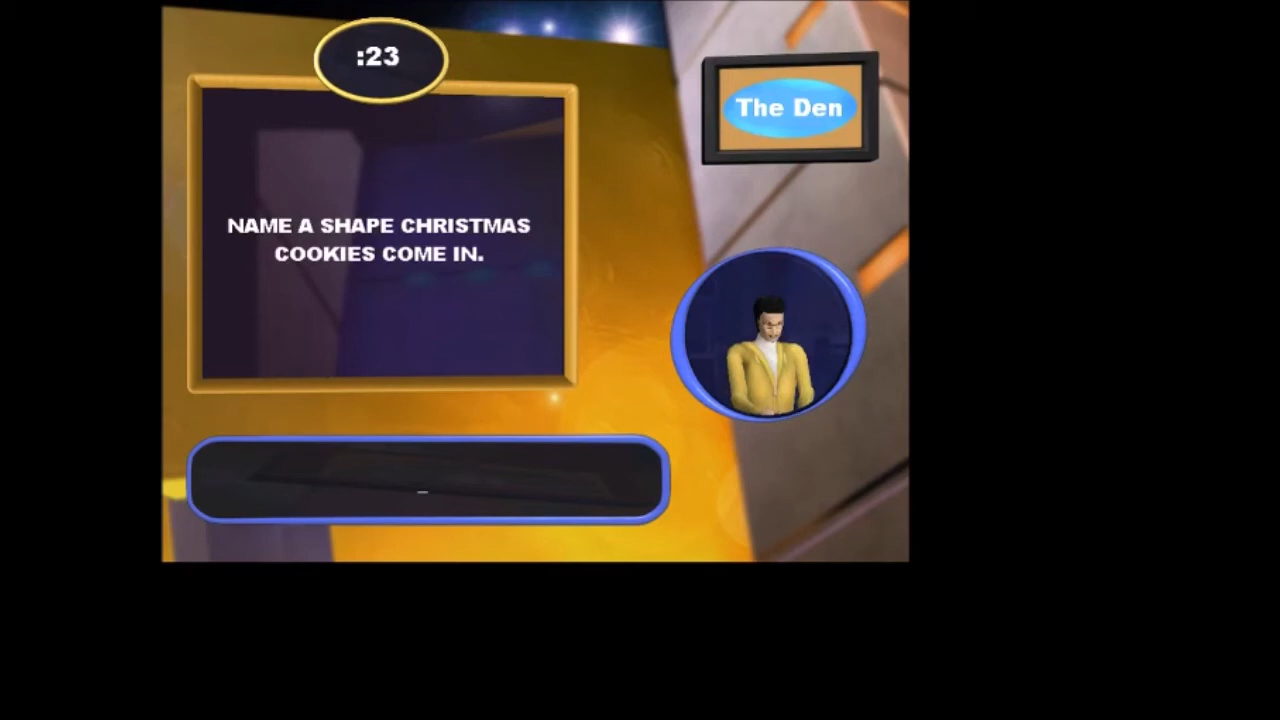 :23
The Den
NAME A SHAPE CHRISTMAS
COOKIES COME IN.
_